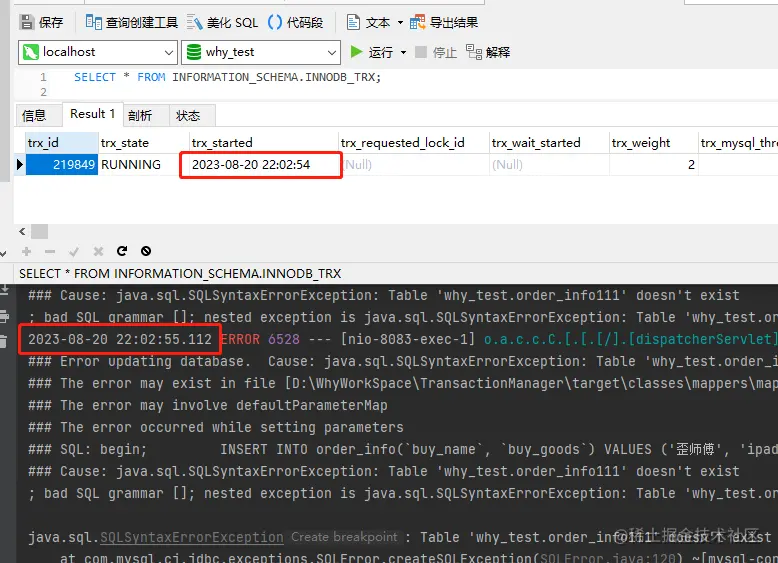 保存 查询创建工具 美化 SQL () 代码段 文本 导出结果
localhost why_test 运行 停止 解释
1 SELECT * FROM INFORMATION_SCHEMA.INNODB_TRX;
2
信息 Result 1 剖析 状态
trx_id trx_state trx_started trx_requested_lock_id trx_wait_started trx_weight trx_mysql_thr
219849 RUNNING 2023-08-20 22:02:54 (Null) (Null) 2
SELECT * FROM INFORMATION_SCHEMA.INNODB_TRX
### Cause: java.sql.SQLSyntaxErrorException: Table 'why_test.order_info111' doesn't exist
; bad SQL grammar []; nested exception is java.sql.SQLSyntaxErrorException: Table 'why_test.ord
2023-08-20 22:02:55.112 ERROR 6528 --- [nio-8083-exec-1] o.a.c.c.C.[.[.[/].[dispatcherServlet]
### Error updating database.  Cause: java.sql.SQLSyntaxErrorException: Table 'why_test.order_inf
### The error may exist in file [D:\WhyWorkSpace\TransactionManager\target\classes\mappers\map
### The error may involve defaultParameterMap
### The error occurred while setting parameters
### SQL: begin;         INSERT INTO order_info(`buy_name`, `buy_goods`) VALUES ('歪师傅', 'ipad
### Cause: java.sql.SQLSyntaxErrorException: Table 'why_test.order_info111' doesn't exist
; bad SQL grammar []; nested exception is java.sql.SQLSyntaxErrorException: Table 'why_test.ord
java.sql.SQLSyntaxErrorException Create breakpoint : Table 'why_test.order_info111' doesn't exist
@稀土掘金技术社区
at com.mysql.cj.jdbc.exceptions.SQLError.createSQLException(SQLError.java:120) ~[mysql-con